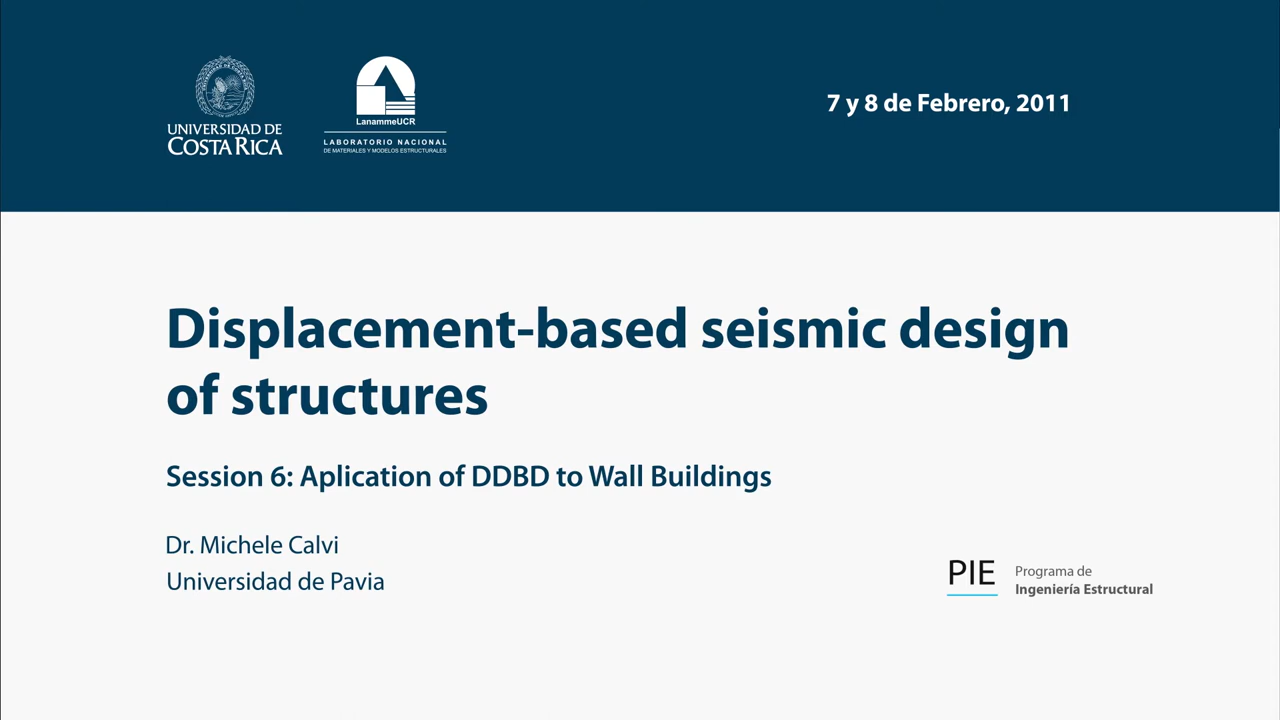 UNIVERSIDAD DE
COSTA RICA
LanammeUCR
LABORATORIO NACIONAL
DE MATERIALES Y MODELOS ESTRUCTURALES
7 y 8 de Febrero, 2011
Displacement-based seismic design
of structures
Session 6: Aplication of DDBD to Wall Buildings
Dr. Michele Calvi
Universidad de Pavia
PIE
Programa de
Ingeniería Estructural